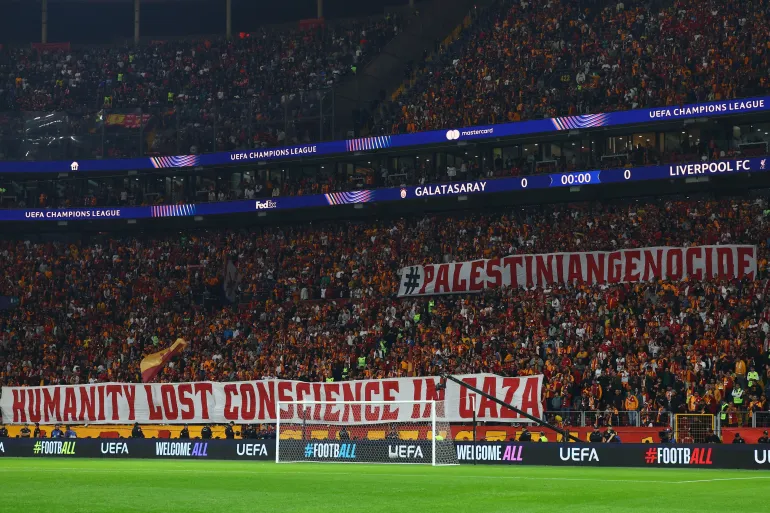 mastercard
UEFA CHAMPIONS LEAGUE
UEFA CHAMPIONS LEAGUE
UEFA CHAMPIONS LEAGUE
FedEx
GALATASARAY 0 00:00 0 LIVERPOOL FC
#PALESTINIANGENOCIDE
HUMANITY LOST CONSCIENCE IN GAZA
#FOOTBALL UEFA WELCOME ALL UEFA #FOOTBALL UEFA WELCOME ALL UEFA #FOOTBALL UEFA